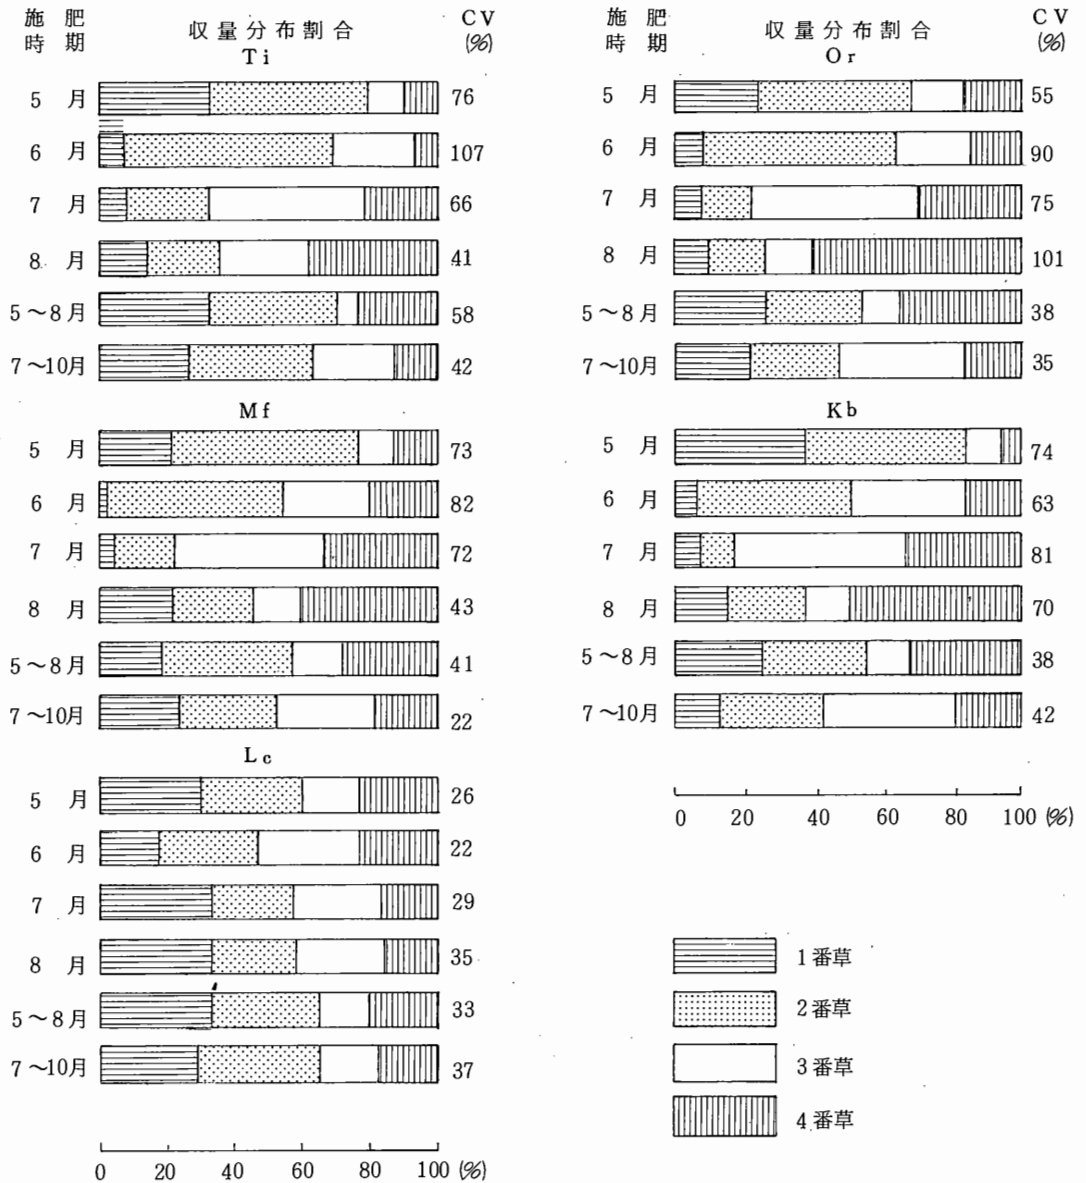 施肥時期 収量分布割合 CV(%)
Ti
5月 76
6月 107
7月 66
8月 41
5～8月 58
7～10月 42
Mf
5月 73
6月 82
7月 72
8月 43
5～8月 41
7～10月 22
Lc
5月 26
6月 22
7月 29
8月 35
5～8月 33
7～10月 37
0 20 40 60 80 100 (%)
施肥時期 収量分布割合 CV(%)
Or
5月 55
6月 90
7月 75
8月 101
5～8月 38
7～10月 35
Kb
5月 74
6月 63
7月 81
8月 70
5～8月 38
7～10月 42
0 20 40 60 80 100 (%)
1番草
2番草
3番草
4番草